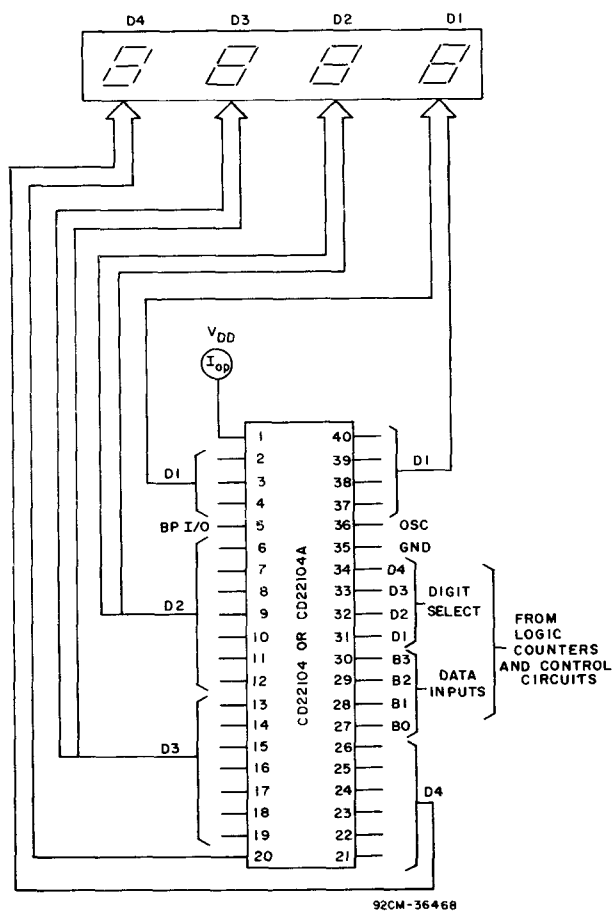 D4 D3 D2 D1
V_DD
I_op
1 40
2 39
D1 3 38 D1
4 37
BP I/O 5 36 OSC
6 35 GND
7 34 D4
8 33 D3 DIGIT
D2 9 32 D2 SELECT
10 31 D1
11 30 B3
12 29 B2 DATA
13 28 B1 INPUTS
14 27 B0
D3 15 26
16 25
17 24 D4
18 23
19 22
20 21
CD22104 OR CD22104A
FROM
LOGIC
COUNTERS
AND CONTROL
CIRCUITS
92CM-36468